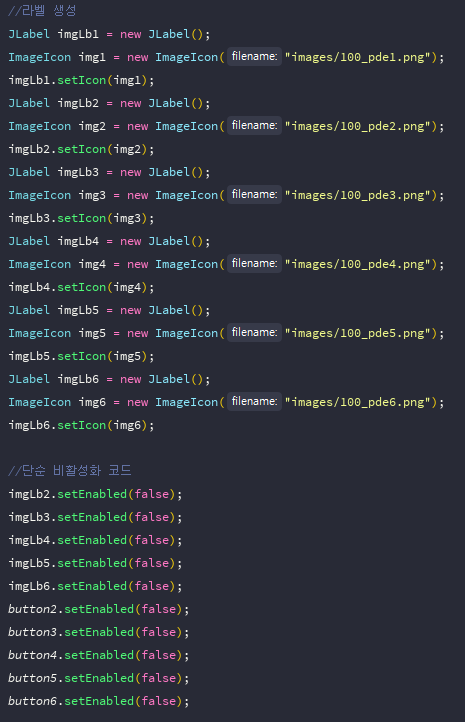 //라벨 생성
JLabel imgLb1 = new JLabel();
ImageIcon img1 = new ImageIcon( filename: "images/100_pde1.png");
imgLb1.setIcon(img1);
JLabel imgLb2 = new JLabel();
ImageIcon img2 = new ImageIcon( filename: "images/100_pde2.png");
imgLb2.setIcon(img2);
JLabel imgLb3 = new JLabel();
ImageIcon img3 = new ImageIcon( filename: "images/100_pde3.png");
imgLb3.setIcon(img3);
JLabel imgLb4 = new JLabel();
ImageIcon img4 = new ImageIcon( filename: "images/100_pde4.png");
imgLb4.setIcon(img4);
JLabel imgLb5 = new JLabel();
ImageIcon img5 = new ImageIcon( filename: "images/100_pde5.png");
imgLb5.setIcon(img5);
JLabel imgLb6 = new JLabel();
ImageIcon img6 = new ImageIcon( filename: "images/100_pde6.png");
imgLb6.setIcon(img6);
//단순 비활성화 코드
imgLb2.setEnabled(false);
imgLb3.setEnabled(false);
imgLb4.setEnabled(false);
imgLb5.setEnabled(false);
imgLb6.setEnabled(false);
button2.setEnabled(false);
button3.setEnabled(false);
button4.setEnabled(false);
button5.setEnabled(false);
button6.setEnabled(false);